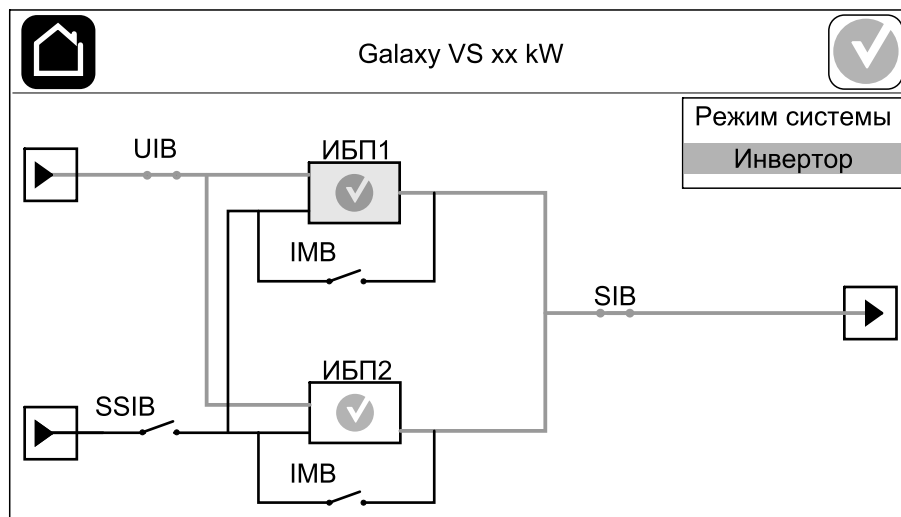 Galaxy VS xx kW
Режим системы
Инвертор
UIB
ИБП1
IMB
SIB
ИБП2
SSIB
IMB